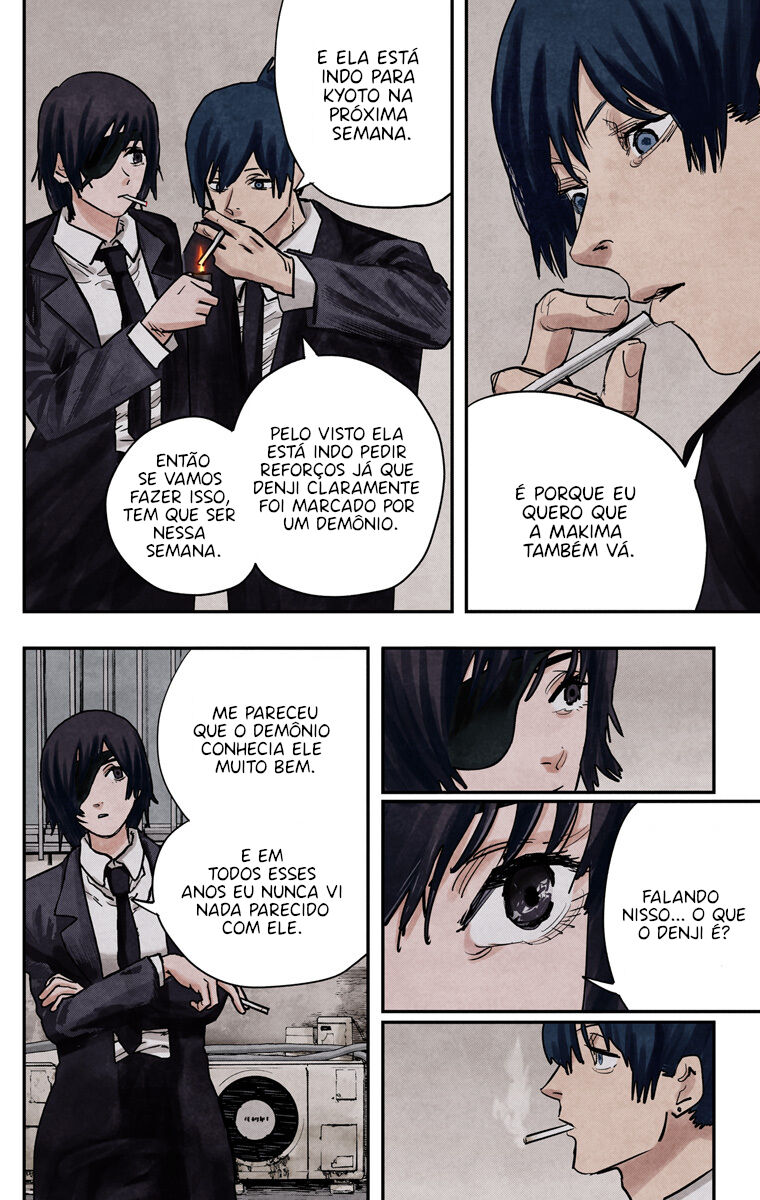 E ELA ESTÁ
INDO PARA
KYOTO NA
PRÓXIMA
SEMANA.
PELO VISTO ELA
ESTÁ INDO PEDIR
REFORÇOS JÁ QUE
DENJI CLARAMENTE
FOI MARCADO POR
UM DEMÔNIO.
ENTÃO
SE VAMOS
FAZER ISSO,
TEM QUE SER
NESSA
SEMANA.
É PORQUE EU
QUERO QUE
A MAKIMA
TAMBÉM VÁ.
ME PARECEU
QUE O DEMÔNIO
CONHECIA ELE
MUITO BEM.
E EM
TODOS ESSES
ANOS EU NUNCA VI
NADA PARECIDO
COM ELE.
FALANDO
NISSO... O QUE
O DENJI É?